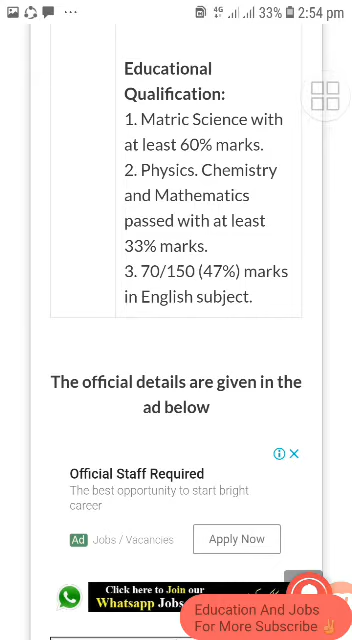 4G 33% 2:54 pm
Educational
Qualification:
1. Matric Science with
at least 60% marks.
2. Physics. Chemistry
and Mathematics
passed with at least
33% marks.
3. 70/150 (47%) marks
in English subject.
The official details are given in the
ad below
Official Staff Required
The best opportunity to start bright
career
Ad Jobs / Vacancies
Apply Now
Click here to Join our
Whatsapp Jobs
Education And Jobs
For More Subscribe ✌